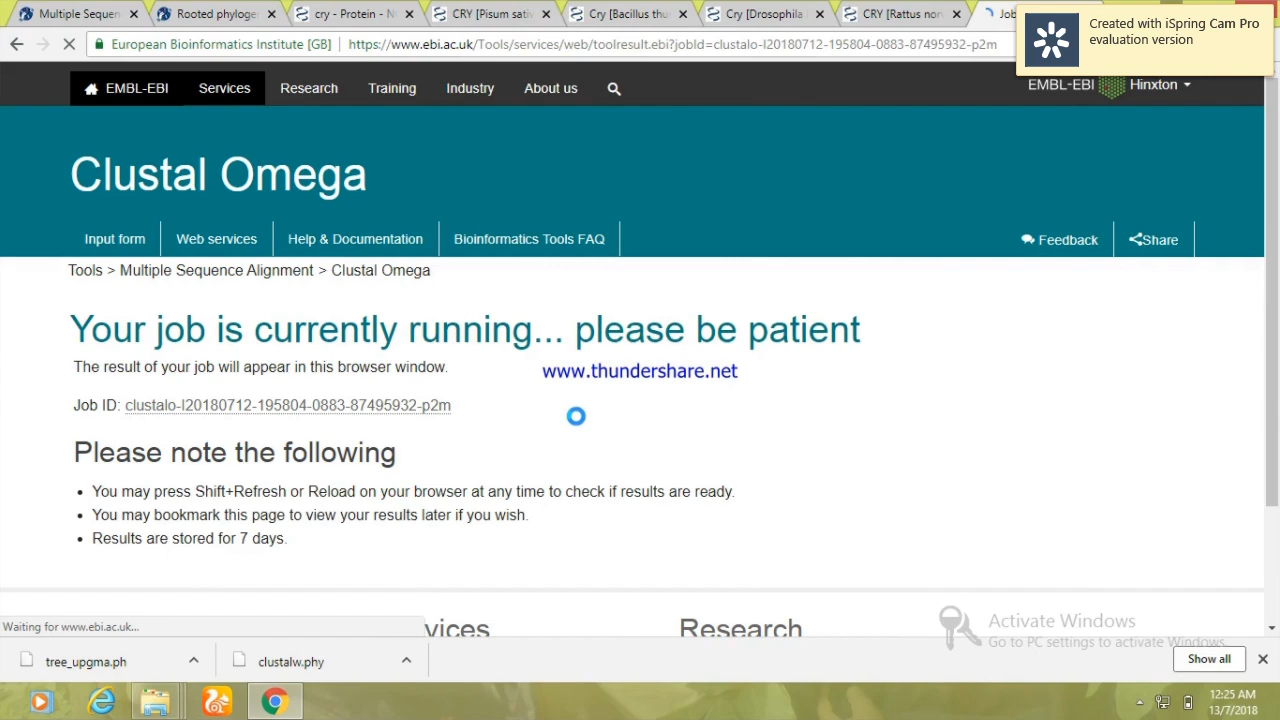 Multiple Sequen
Rooted phyloge
cry - Protein - N
CRY [Pisum sati
Cry [Bacillus thu
Cry [Drosophila
CRY [Rattus nor
Job
Created with iSpring Cam Pro
evaluation version
European Bioinformatics Institute [GB]
https://www.ebi.ac.uk/Tools/services/web/toolresult.ebi?jobId=clustalo-I20180712-195804-0883-87495932-p2m
EMBL-EBI
Services
Research
Training
Industry
About us
EMBL-EBI
Hinxton
Clustal Omega
Input form
Web services
Help & Documentation
Bioinformatics Tools FAQ
Feedback
Share
Tools > Multiple Sequence Alignment > Clustal Omega
Your job is currently running... please be patient
The result of your job will appear in this browser window.
www.thundershare.net
Job ID: clustalo-I20180712-195804-0883-87495932-p2m
Please note the following
• You may press Shift+Refresh or Reload on your browser at any time to check if results are ready.
• You may bookmark this page to view your results later if you wish.
• Results are stored for 7 days.
Waiting for www.ebi.ac.uk...
vices
Research
Activate Windows
Go to PC settings to activate Windows.
tree_upgma.ph
clustalw.phy
Show all
12:25 AM
13/7/2018